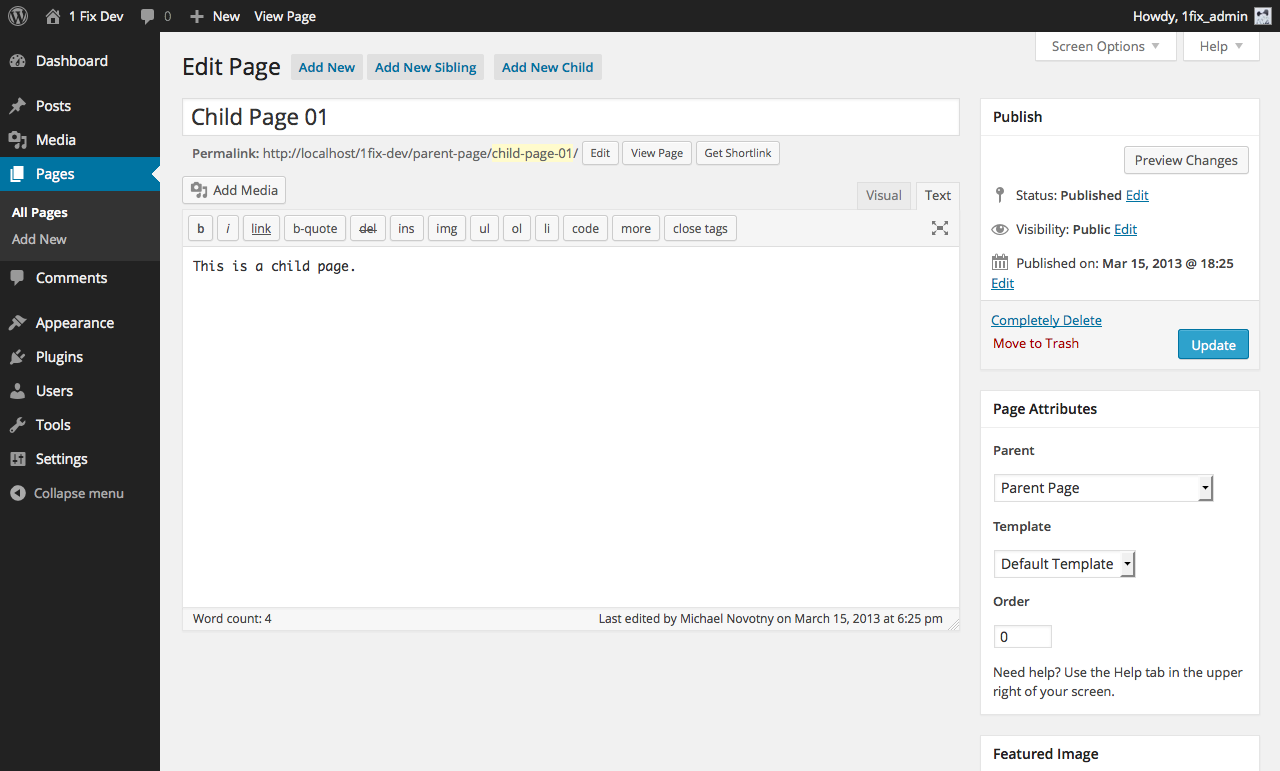 1 Fix Dev 0 New View Page Howdy, 1fix_admin
Screen Options Help
Dashboard
Posts
Media
Pages
All Pages
Add New
Comments
Appearance
Plugins
Users
Tools
Settings
Collapse menu
Edit Page Add New Add New Sibling Add New Child
Child Page 01
Permalink: http://localhost/1fix-dev/parent-page/child-page-01/ Edit View Page Get Shortlink
Add Media Visual Text
b i link b-quote del ins img ul ol li code more close tags
This is a child page.
Word count: 4 Last edited by Michael Novotny on March 15, 2013 at 6:25 pm
Publish
Preview Changes
Status: Published Edit
Visibility: Public Edit
Published on: Mar 15, 2013 @ 18:25
Edit
Completely Delete
Move to Trash Update
Page Attributes
Parent
Parent Page
Template
Default Template
Order
0
Need help? Use the Help tab in the upper
right of your screen.
Featured Image